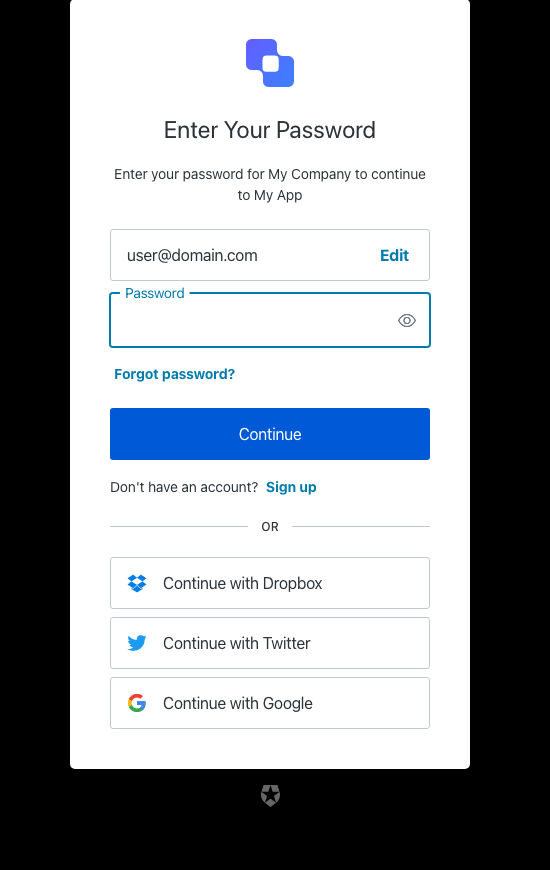 Enter Your Password
Enter your password for My Company to continue
to My App
user@domain.com Edit
Password
Forgot password?
Continue
Don't have an account? Sign up
OR
Continue with Dropbox
Continue with Twitter
Continue with Google